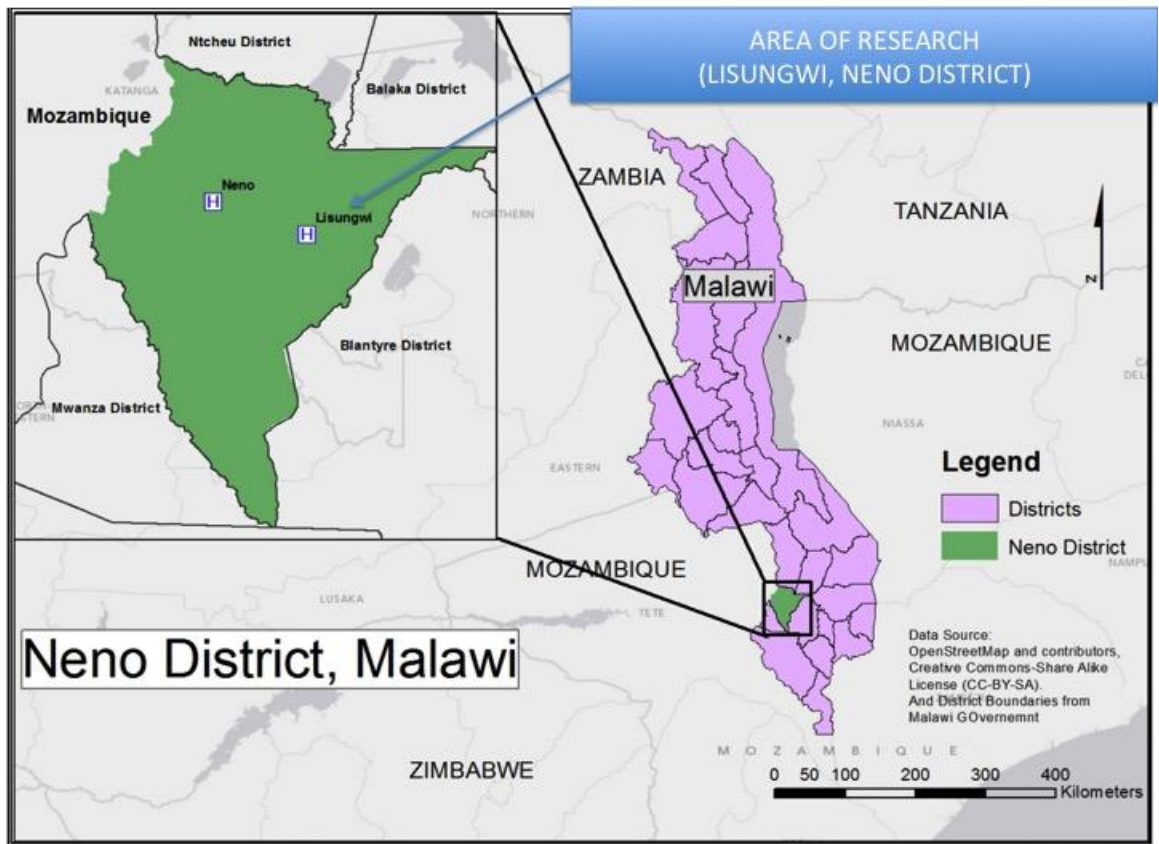 AREA OF RESEARCH
(LISUNGWI, NENO DISTRICT)
Ntcheu District
KATANGA
Balaka District
Mozambique
Neno
H
Lisungwi
H
NORTHERN
Blantyre District
Mwanza District
ZAMBIA
TANZANIA
Malawi
N
MOZAMBIQUE
NIASSA
EASTERN
Legend
Districts
Neno District
MOZAMBIQUE
LUSAKA
TETE
Neno District, Malawi
Data Source:
OpenStreetMap and contributors,
Creative Commons-Share Alike
License (CC-BY-SA).
And District Boundaries from
Malawi GOvernemnt
MOZAMBIQUE
ZIMBABWE
0 50 100 200 300 400
Kilometers